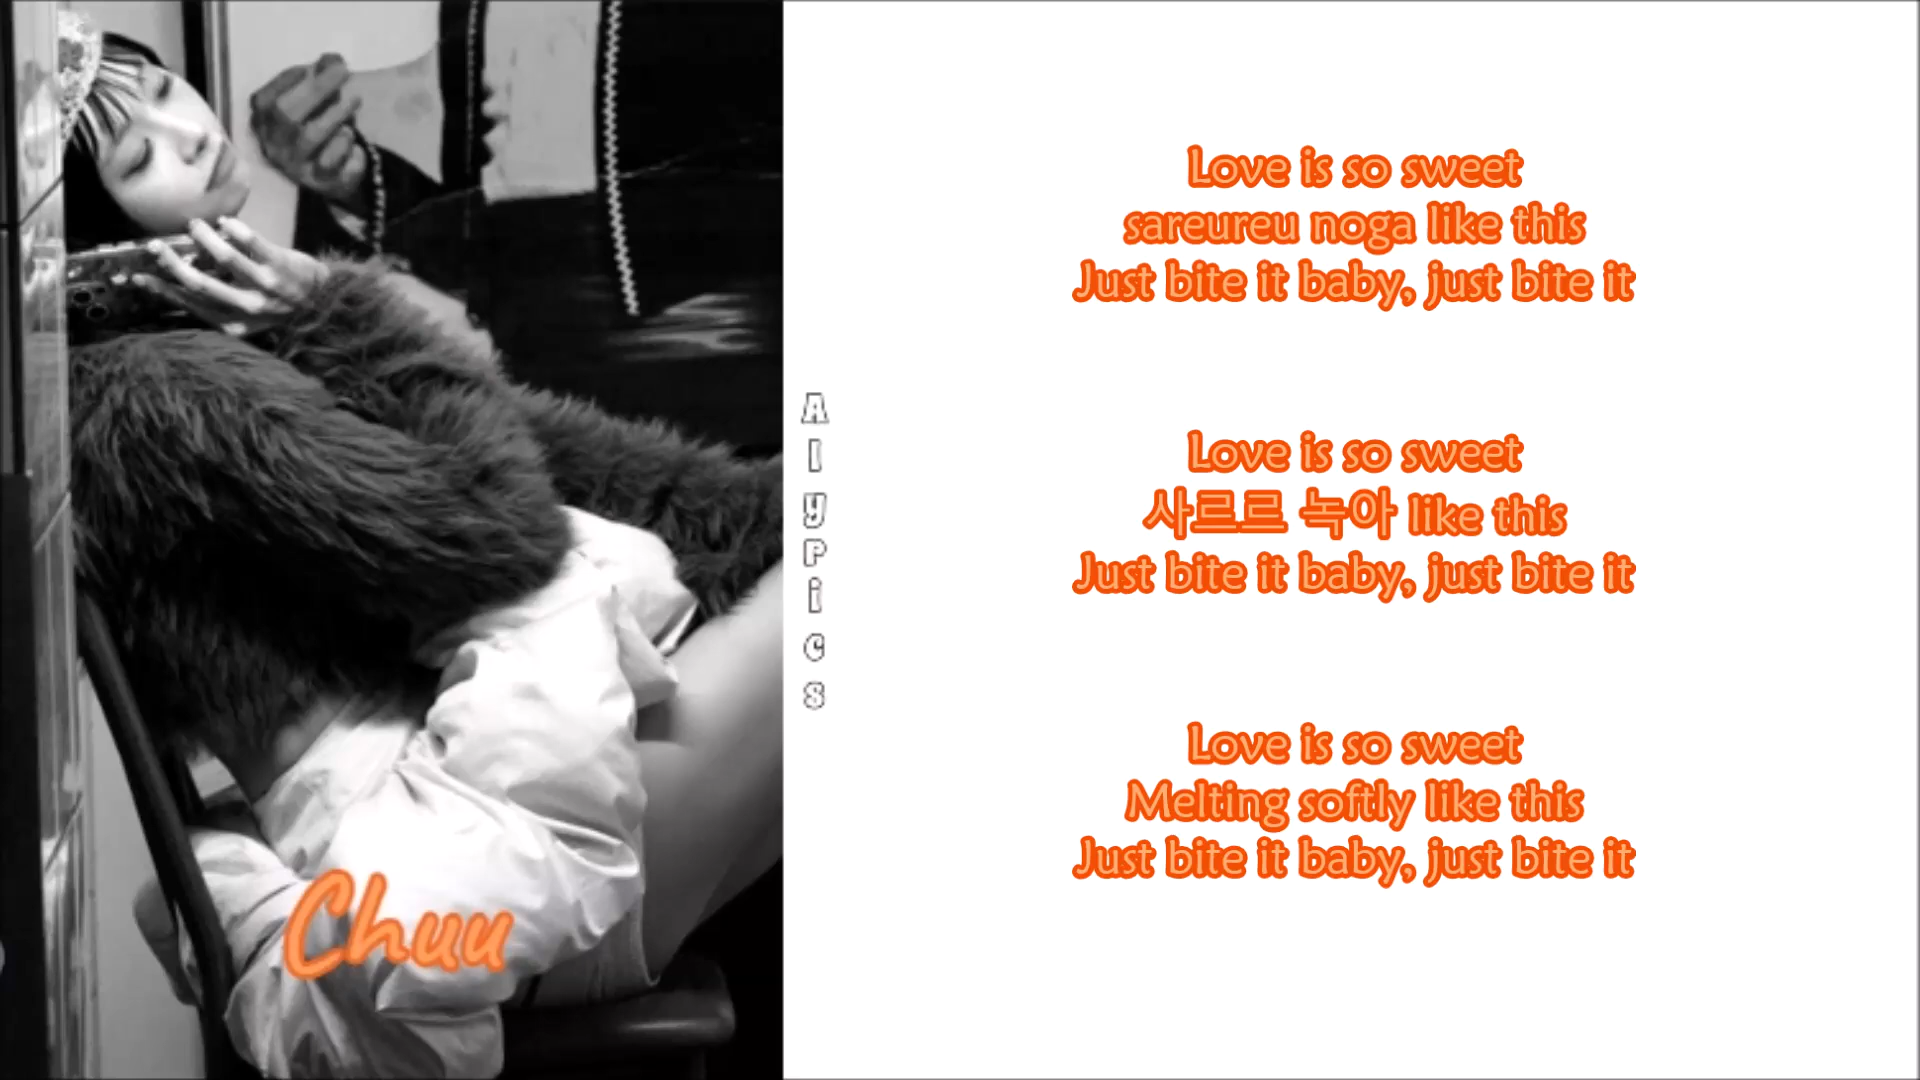 Love is so sweet
sareureu noga like this
Just bite it baby, just bite it
Love is so sweet
사르르 녹아 like this
Just bite it baby, just bite it
Love is so sweet
Melting softly like this
Just bite it baby, just bite it
AlyPics
Chuu